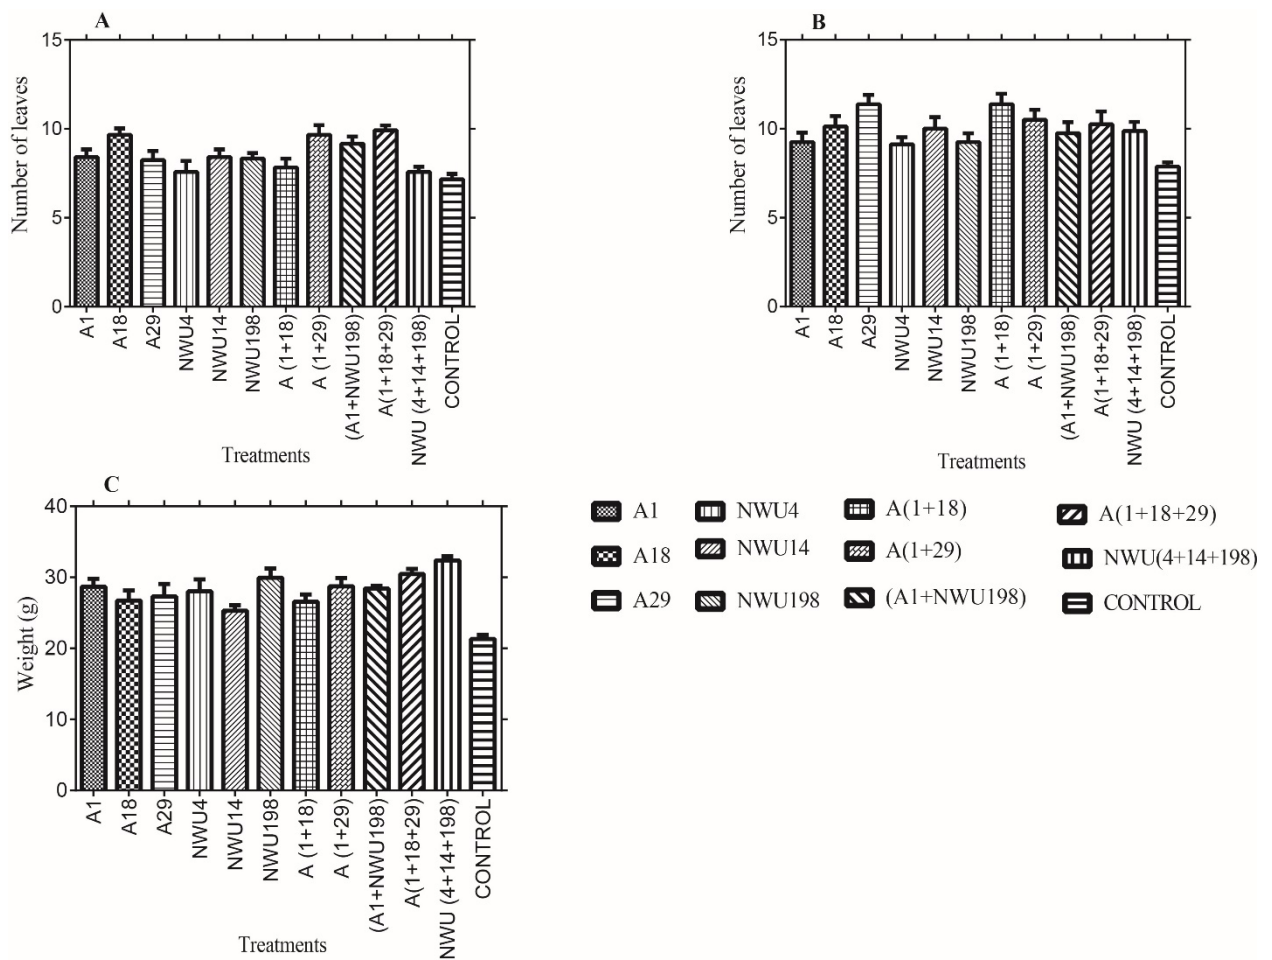 A
Number of leaves
15
10
5
0
A1
A18
A29
NWU4
NWU14
NWU198
A (1+18)
A (1+29)
(A1+NWU198)
A(1+18+29)
NWU (4+14+198)
CONTROL
Treatments
B
Number of leaves
15
10
5
0
A1
A18
A29
NWU4
NWU14
NWU198
A (1+18)
A (1+29)
(A1+NWU198)
A(1+18+29)
NWU (4+14+198)
CONTROL
Treatments
C
Weight (g)
40
30
20
10
0
A1
A18
A29
NWU4
NWU14
NWU198
A (1+18)
A (1+29)
(A1+NWU198)
A(1+18+29)
NWU (4+14+198)
CONTROL
Treatments
A1
A18
A29
NWU4
NWU14
NWU198
A(1+18)
A(1+29)
(A1+NWU198)
A(1+18+29)
NWU(4+14+198)
CONTROL